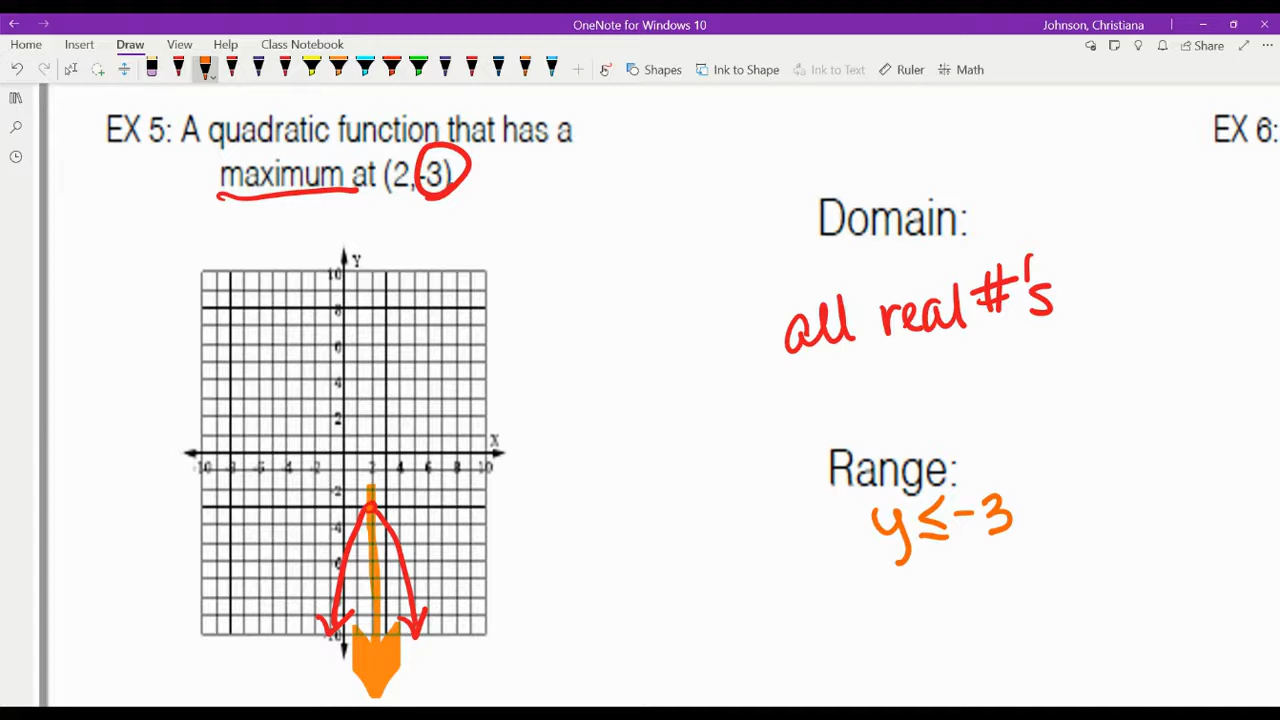 OneNote for Windows 10
Johnson, Christiana
Home Insert Draw View Help Class Notebook
Share
Shapes Ink to Shape Ink to Text Ruler Math
EX 5: A quadratic function that has a
maximum at (2,-3).
EX 6:
Domain:
all real #'s
Range:
y ≤ -3
Y
10
8
6
4
2
X
-10 -8 -6 -4 -2 2 4 6 8 10
-2
-4